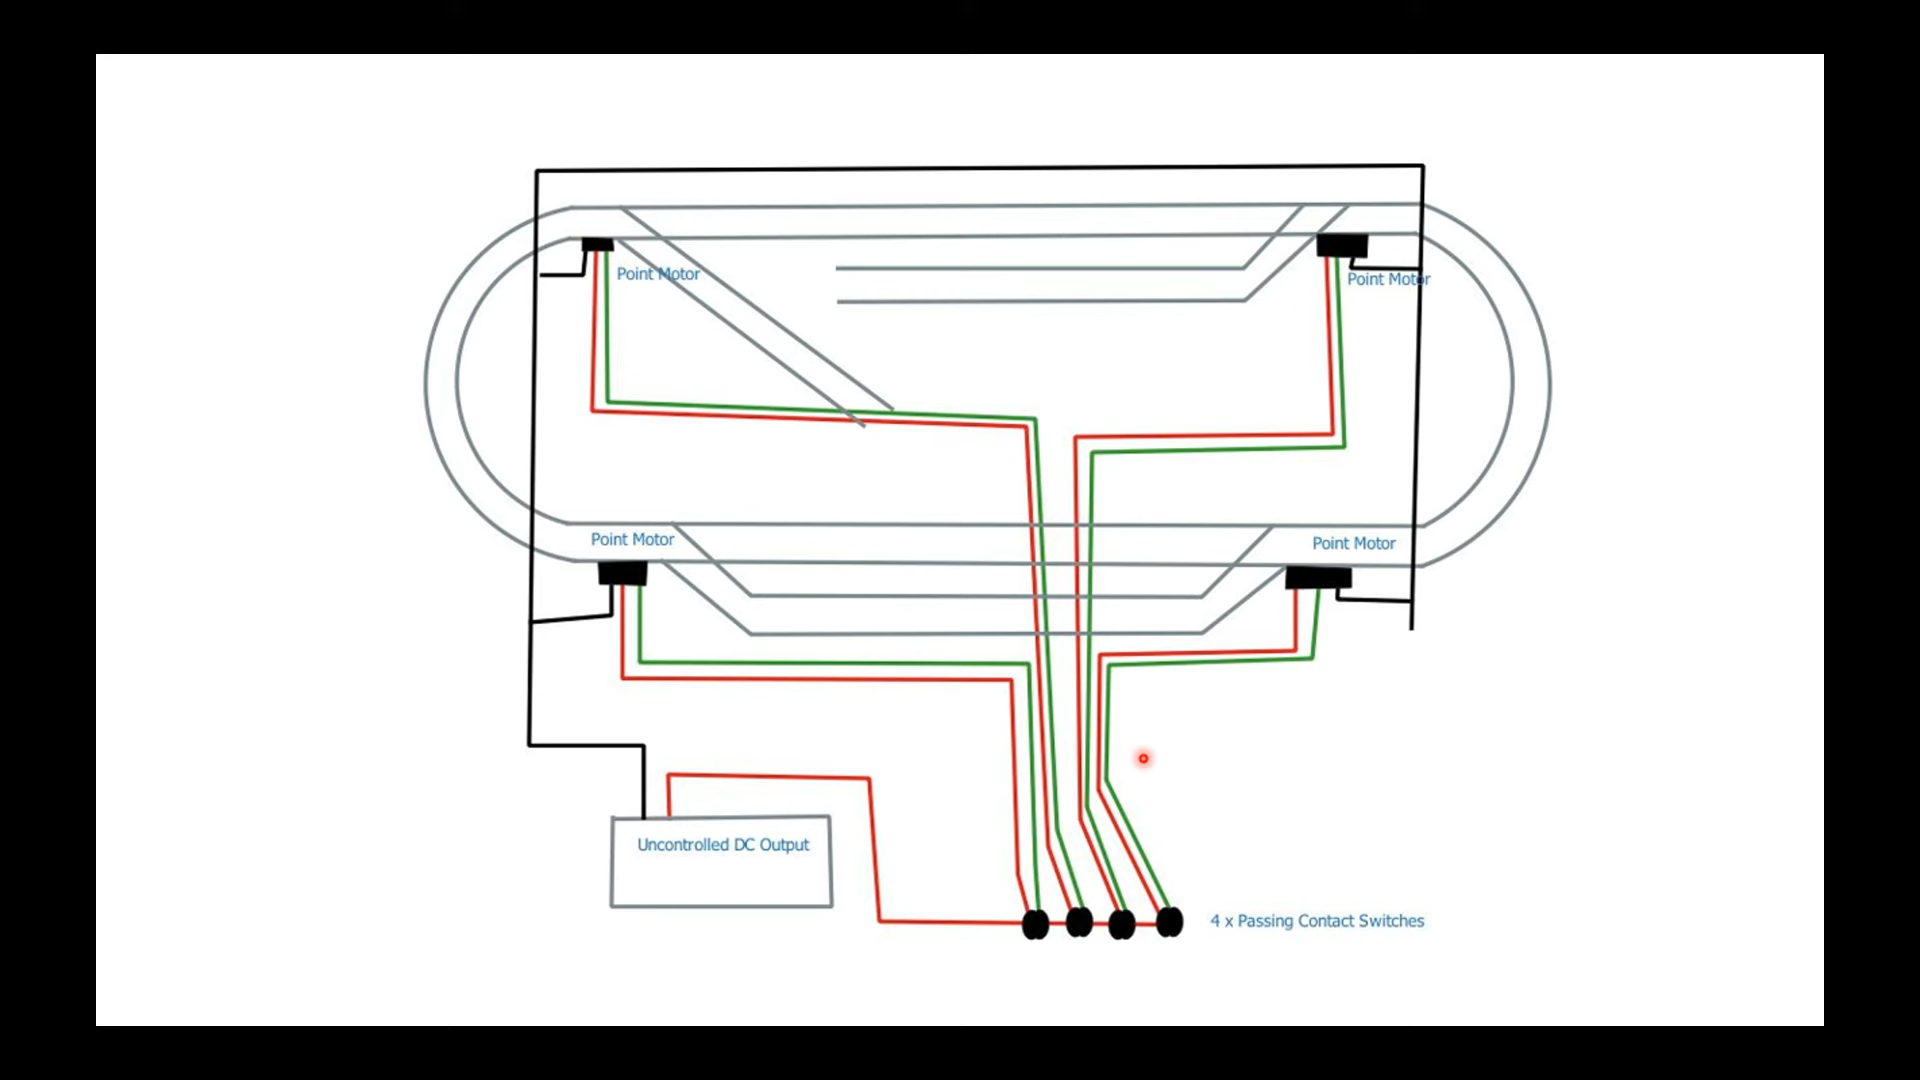 Point Motor
Point Motor
Point Motor
Point Motor
Uncontrolled DC Output
4 x Passing Contact Switches